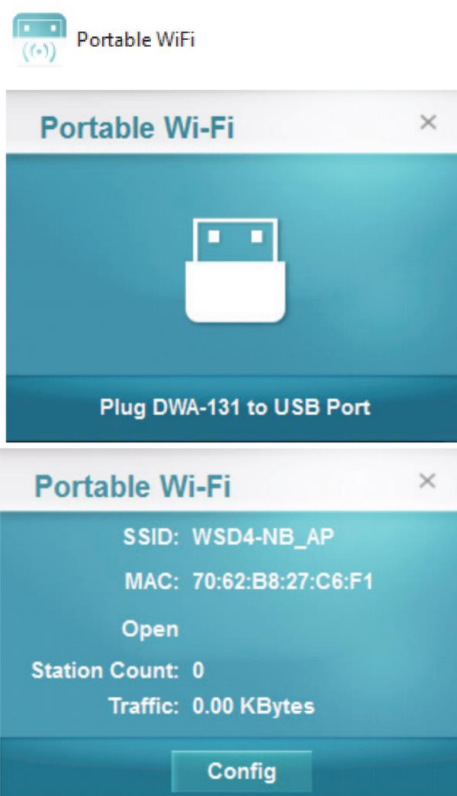 Portable WiFi
Portable Wi-Fi
Plug DWA-131 to USB Port
Portable Wi-Fi
SSID: WSD4-NB_AP
MAC: 70:62:B8:27:C6:F1
Open
Station Count: 0
Traffic: 0.00 KBytes
Config